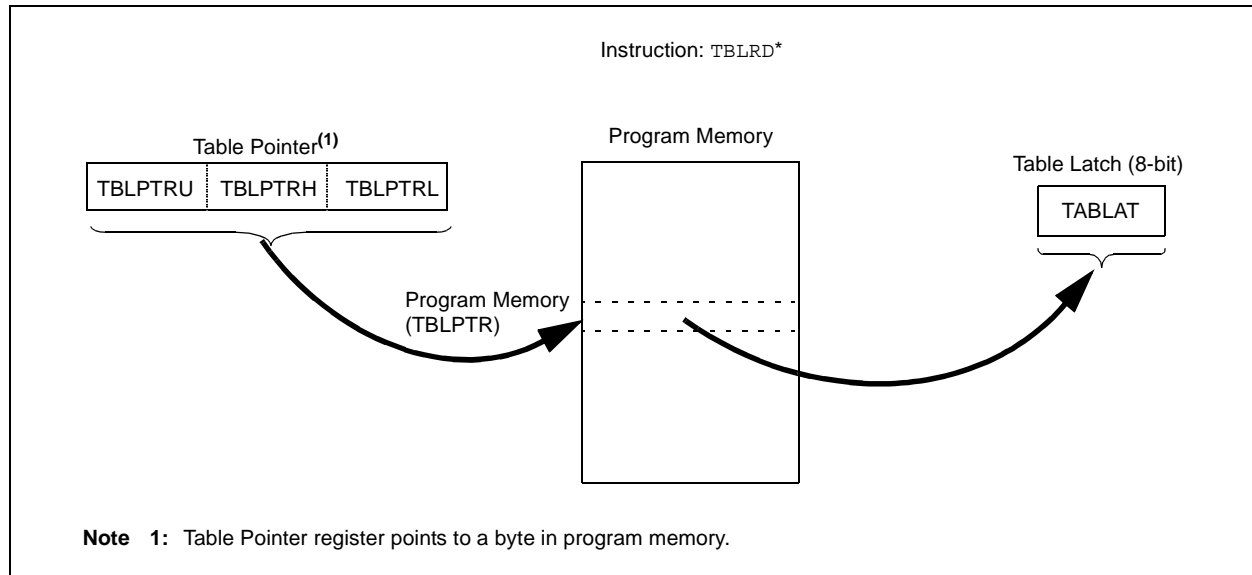 Instruction: TBLRD*
Table Pointer(1)
TBLPTRU TBLPTRH TBLPTRL
Program Memory
Program Memory
(TBLPTR)
Table Latch (8-bit)
TABLAT
Note 1: Table Pointer register points to a byte in program memory.